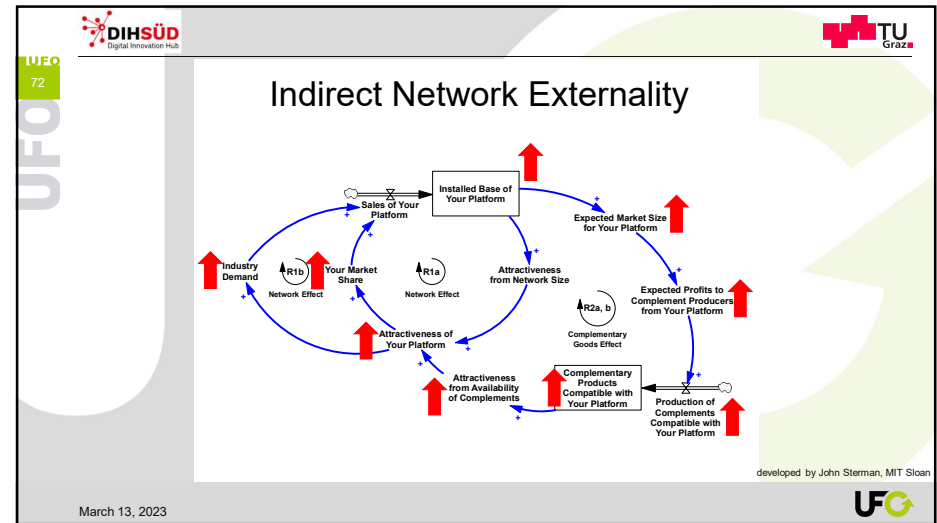 DIHSÜD
Digital Innovation Hub
TU
Graz
UFO
72
UFO
Indirect Network Externality
Installed Base of
Your Platform
Sales of Your
Platform
+
+
+
Expected Market Size
for Your Platform
Industry
Demand
+
R1b
Network Effect
Your Market
Share
+
R1a
Network Effect
+
Attractiveness
from Network Size
+
Expected Profits to
Complement Producers
from Your Platform
R2a, b
Complementary
Goods Effect
Attractiveness of
Your Platform
+
+
Attractiveness
from Availability
of Complements
+
Complementary
Products
Compatible with
Your Platform
+
Production of
Complements
Compatible with
Your Platform
developed by John Sterman, MIT Sloan
March 13, 2023
UFO